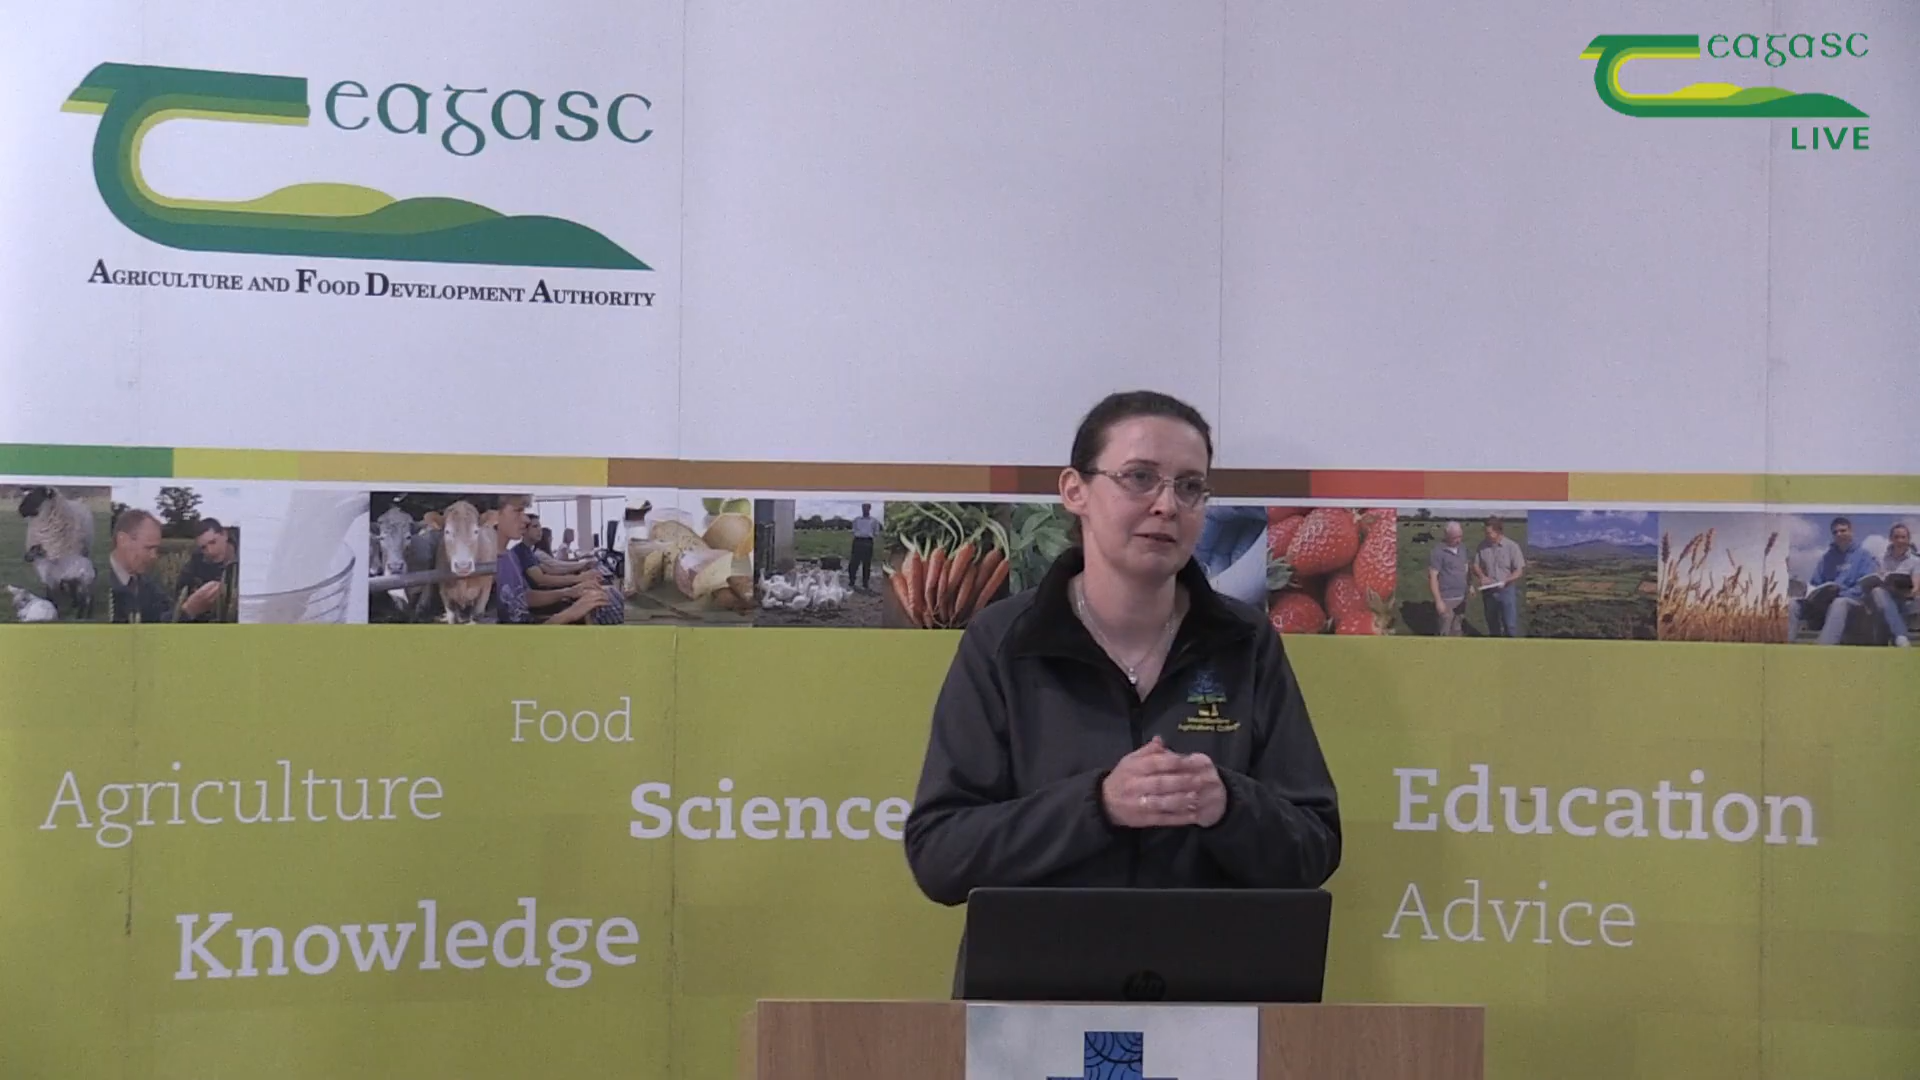 teagasc
AGRICULTURE AND FOOD DEVELOPMENT AUTHORITY
teagasc
LIVE
Food
Agriculture
Science
Knowledge
Education
Advice